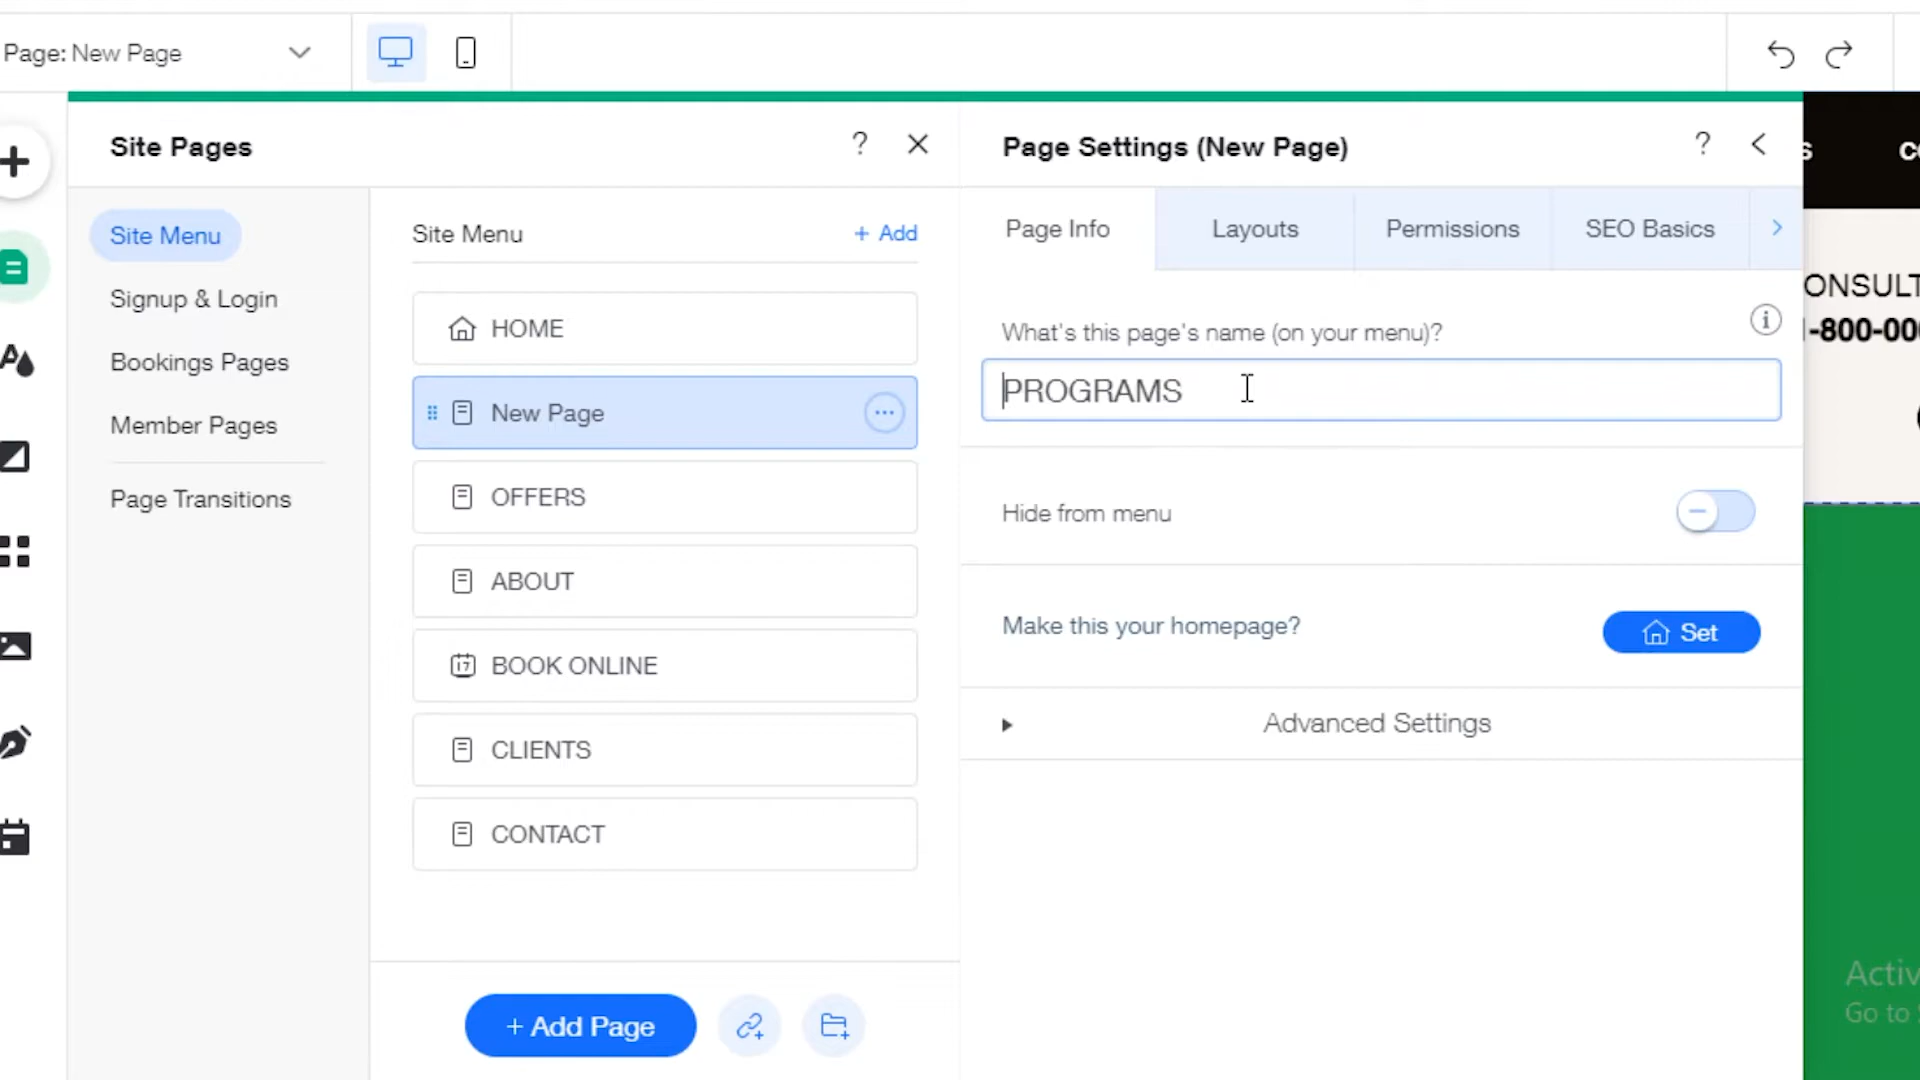 Page: New Page
Site Pages
?
Page Settings (New Page)
?
Site Menu
Signup & Login
Bookings Pages
Member Pages
Page Transitions
Site Menu
+ Add
HOME
New Page
OFFERS
ABOUT
17
BOOK ONLINE
CLIENTS
CONTACT
+ Add Page
Page Info
Layouts
Permissions
SEO Basics
What's this page's name (on your menu)?
PROGRAMS
Hide from menu
Make this your homepage?
Set
Advanced Settings
S
CO
ONSULT
-800-00
Activ
Go to